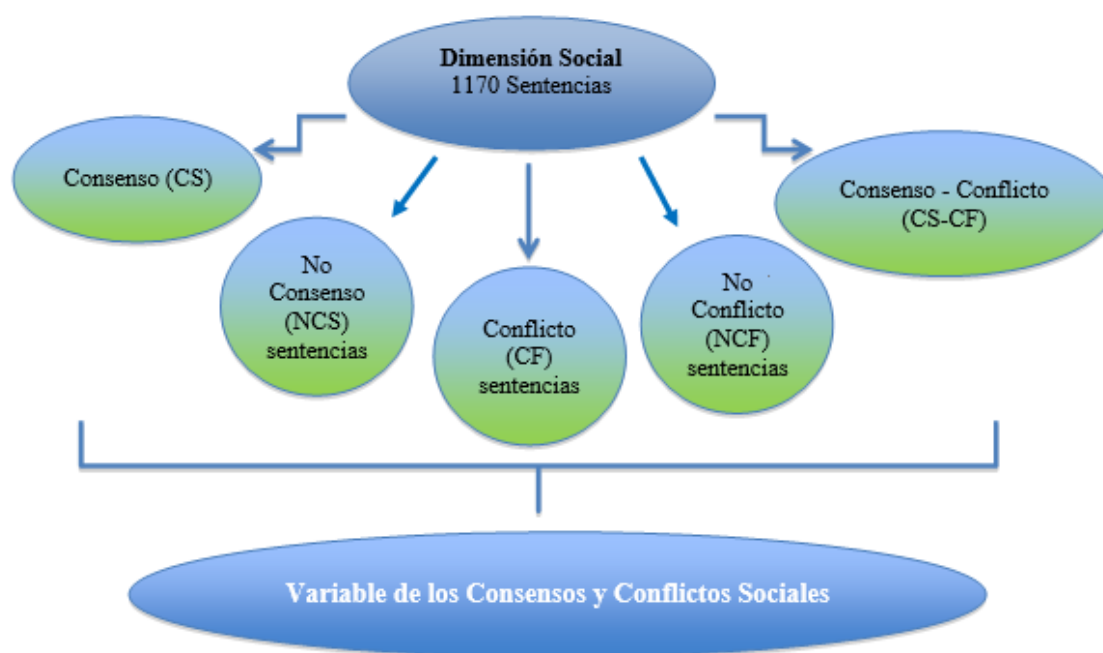 Dimensión Social
1170 Sentencias
Consenso (CS)
No
Consenso
(NCS)
sentencias
Conflicto
(CF)
sentencias
No
Conflicto
(NCF)
sentencias
Consenso - Conflicto
(CS-CF)
Variable de los Consensos y Conflictos Sociales